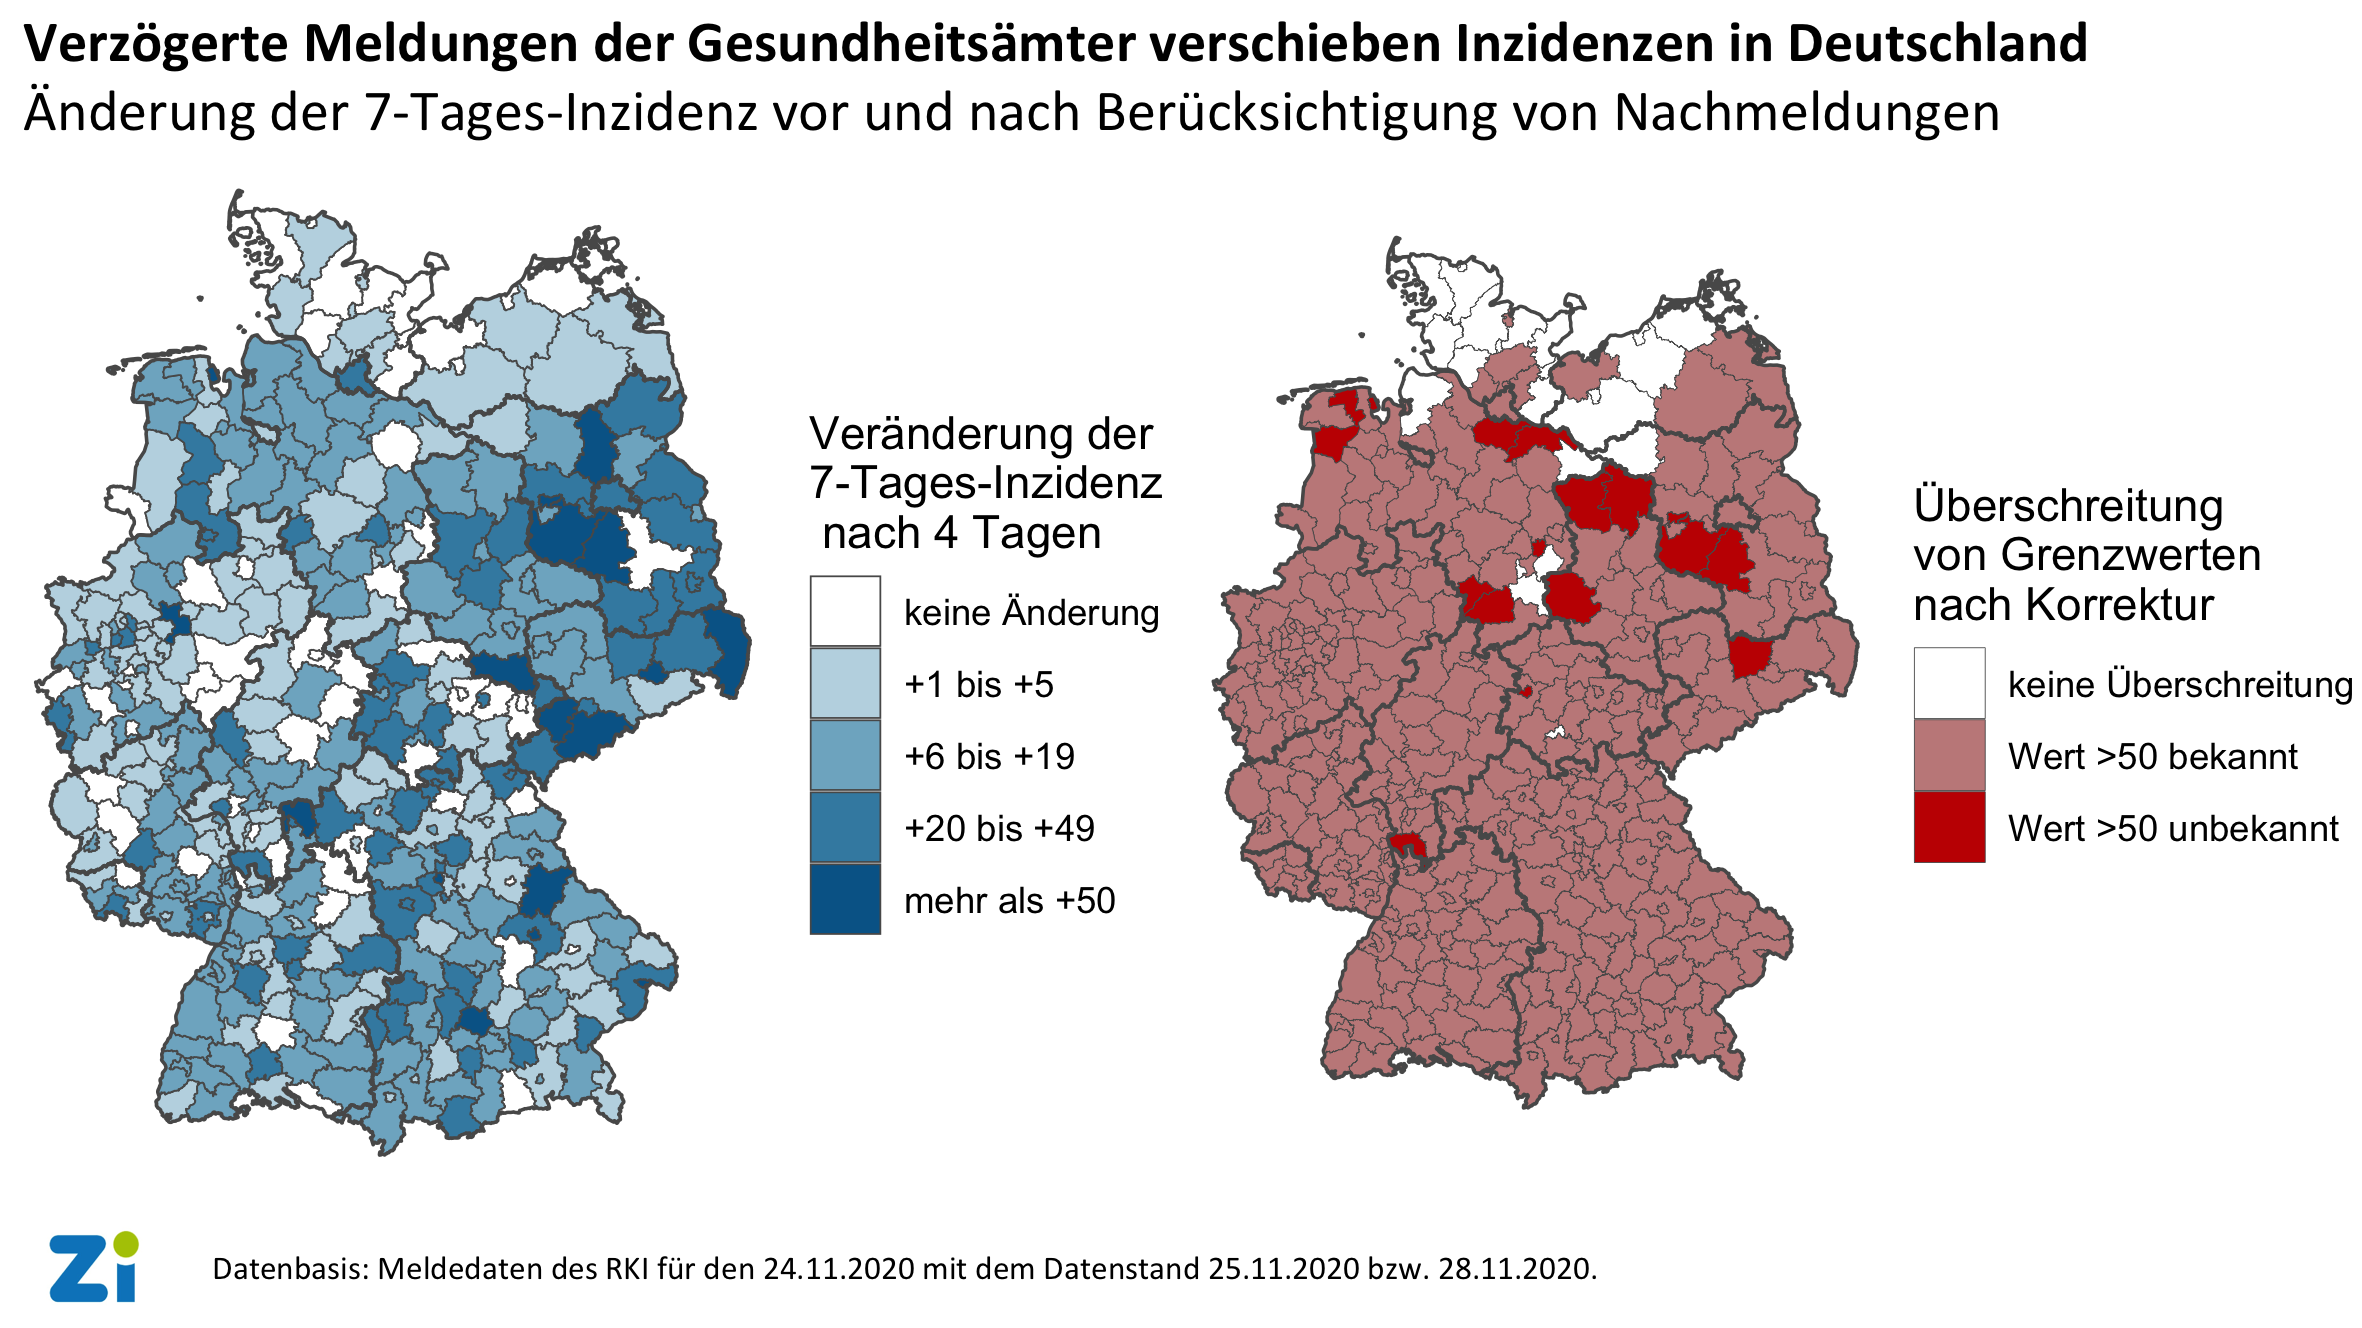 Verzögerte Meldungen der Gesundheitsämter verschieben Inzidenzen in Deutschland
Änderung der 7-Tages-Inzidenz vor und nach Berücksichtigung von Nachmeldungen
Veränderung der
7-Tages-Inzidenz
nach 4 Tagen
keine Änderung
+1 bis +5
+6 bis +19
+20 bis +49
mehr als +50
Überschreitung
von Grenzwerten
nach Korrektur
keine Überschreitung
Wert >50 bekannt
Wert >50 unbekannt
Zi
Datenbasis: Meldedaten des RKI für den 24.11.2020 mit dem Datenstand 25.11.2020 bzw. 28.11.2020.